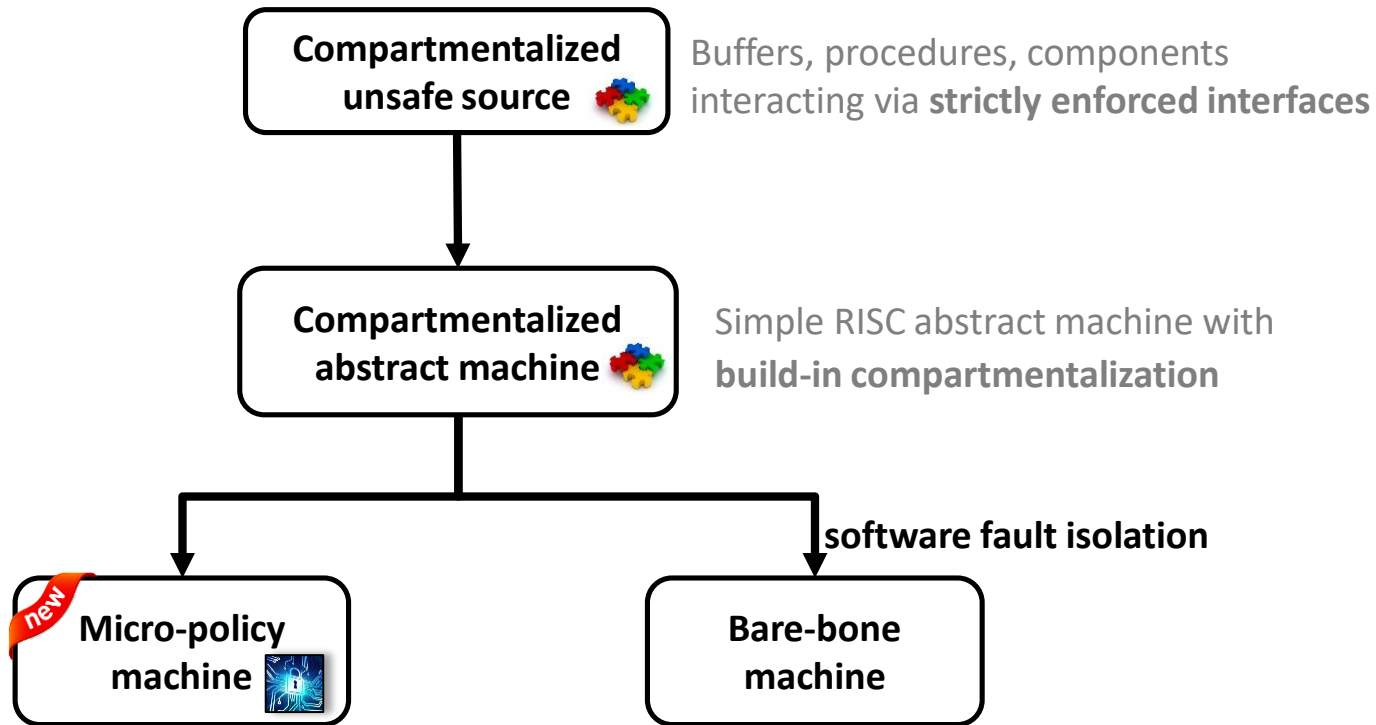 Compartmentalized
unsafe source
Buffers, procedures, components
interacting via strictly enforced interfaces
Compartmentalized
abstract machine
Simple RISC abstract machine with
build-in compartmentalization
software fault isolation
new
Micro-policy
machine
Bare-bone
machine